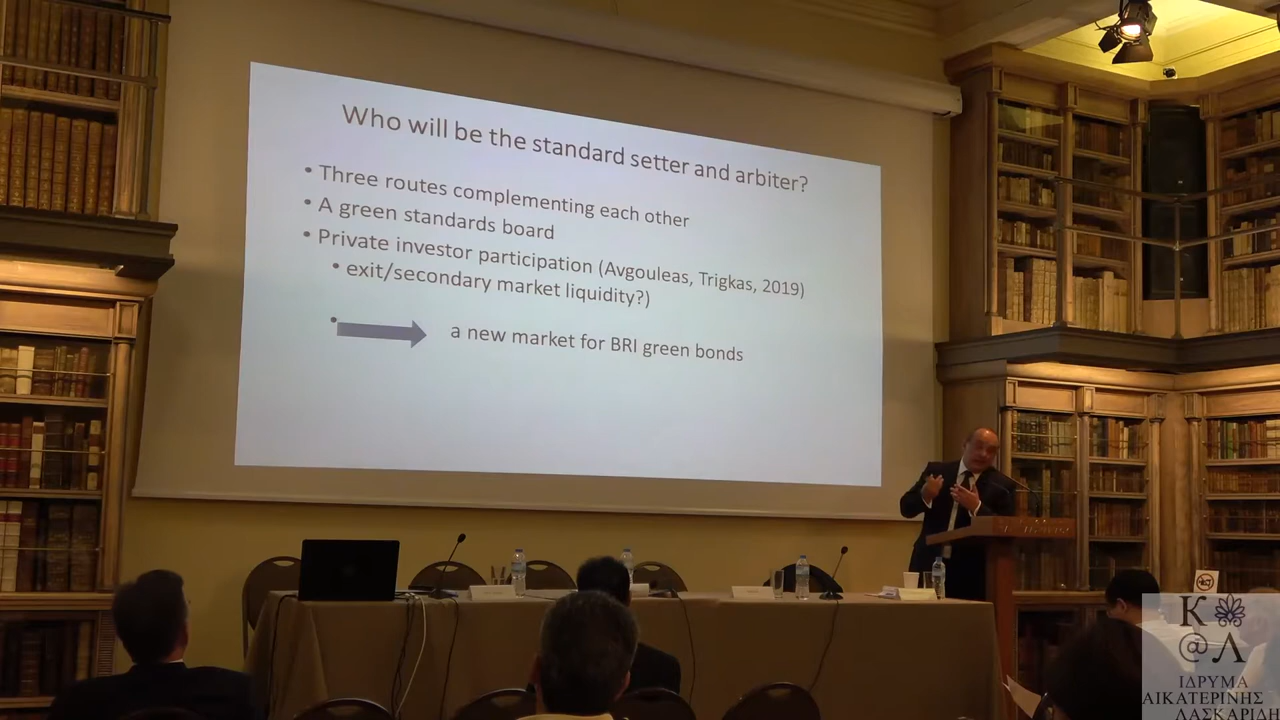 Who will be the standard setter and arbiter?
• Three routes complementing each other
• A green standards board
• Private investor participation (Avgouleas, Trigkas, 2019)
• exit/secondary market liquidity?)
• a new market for BRI green bonds
Κ
@ Λ
ΙΔΡΥΜΑ
ΑΙΚΑΤΕΡΙΝΗΣ
ΛΑΣΚΑΡΙΔΗ